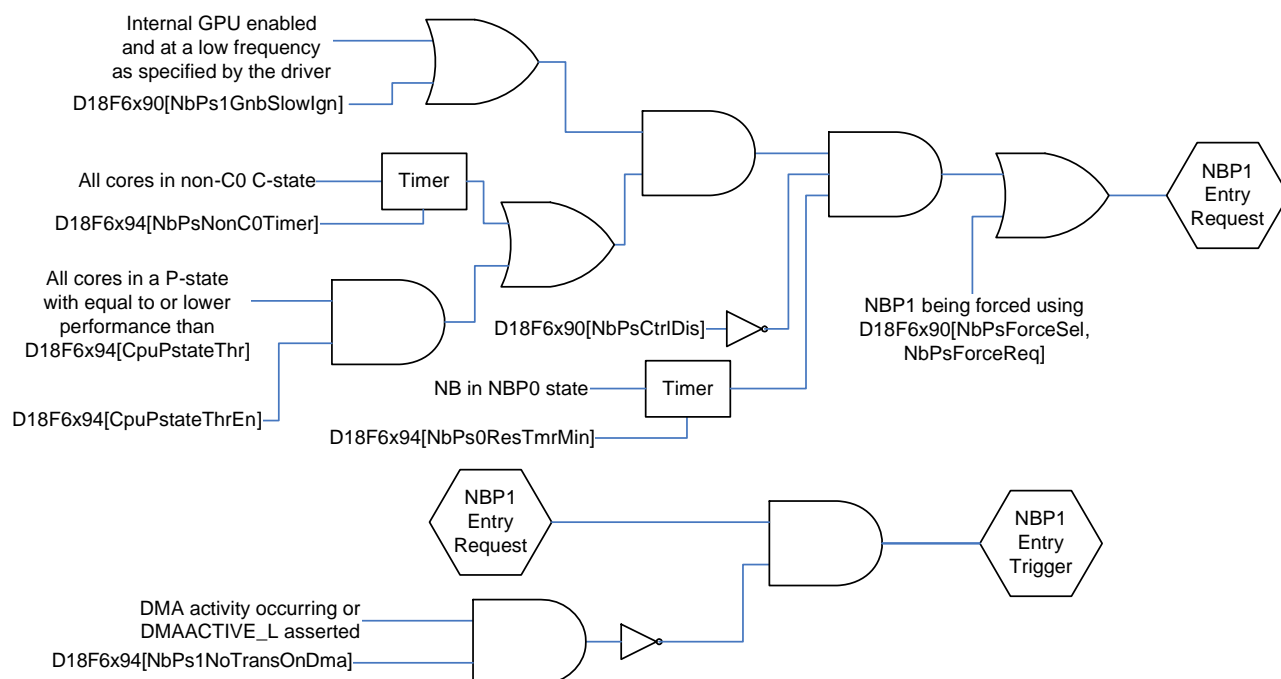 Internal GPU enabled
and at a low frequency
as specified by the driver
D18F6x90[NbPs1GnbSlowIgn]
All cores in non-C0 C-state
Timer
D18F6x94[NbPsNonC0Timer]
All cores in a P-state
with equal to or lower
performance than
D18F6x94[CpuPstateThr]
D18F6x94[CpuPstateThrEn]
D18F6x90[NbPsCtrlDis]
NB in NBP0 state
Timer
D18F6x94[NbPs0ResTmrMin]
NBP1 being forced using
D18F6x90[NbPsForceSel,
NbPsForceReq]
NBP1
Entry
Request
NBP1
Entry
Request
NBP1
Entry
Trigger
DMA activity occurring or
DMAACTIVE_L asserted
D18F6x94[NbPs1NoTransOnDma]